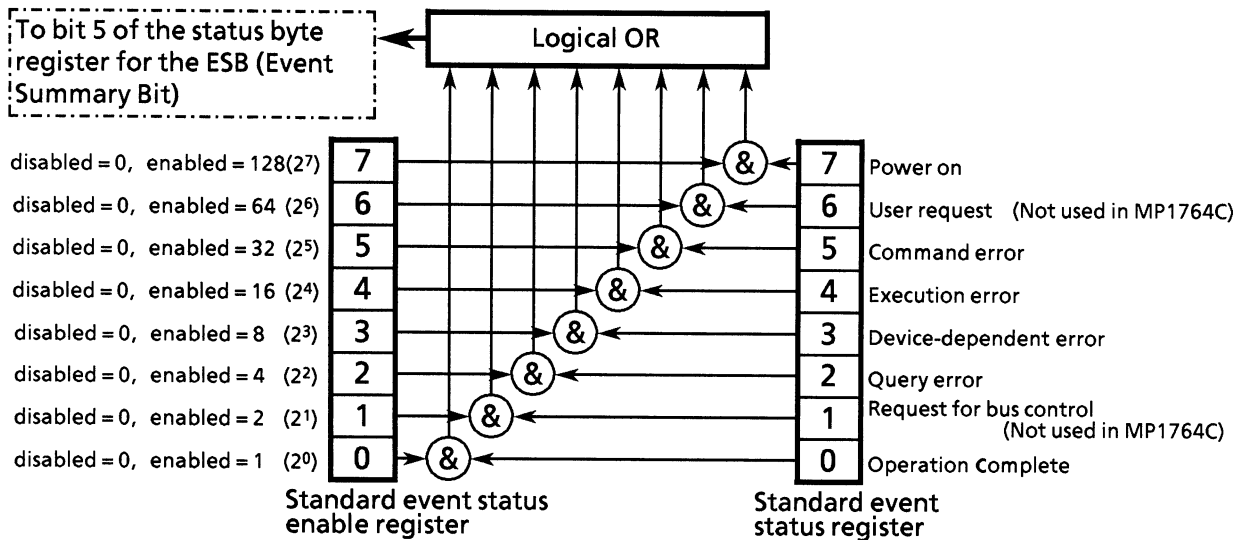 To bit 5 of the status byte
register for the ESB (Event
Summary Bit)
Logical OR
disabled = 0, enabled = 128(2⁷) 7 & 7 Power on
disabled = 0, enabled = 64 (2⁶) 6 & 6 User request (Not used in MP1764C)
disabled = 0, enabled = 32 (2⁵) 5 & 5 Command error
disabled = 0, enabled = 16 (2⁴) 4 & 4 Execution error
disabled = 0, enabled = 8 (2³) 3 & 3 Device-dependent error
disabled = 0, enabled = 4 (2²) 2 & 2 Query error
disabled = 0, enabled = 2 (2¹) 1 & 1 Request for bus control
(Not used in MP1764C)
disabled = 0, enabled = 1 (2⁰) 0 & 0 Operation Complete
Standard event status
enable register
Standard event
status register